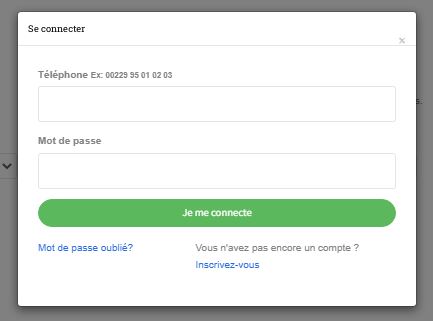 Se connecter
×
Téléphone Ex: 00229 95 01 02 03
s.
Mot de passe
Je me connecte
Mot de passe oublié?
Vous n'avez pas encore un compte ?
Inscrivez-vous